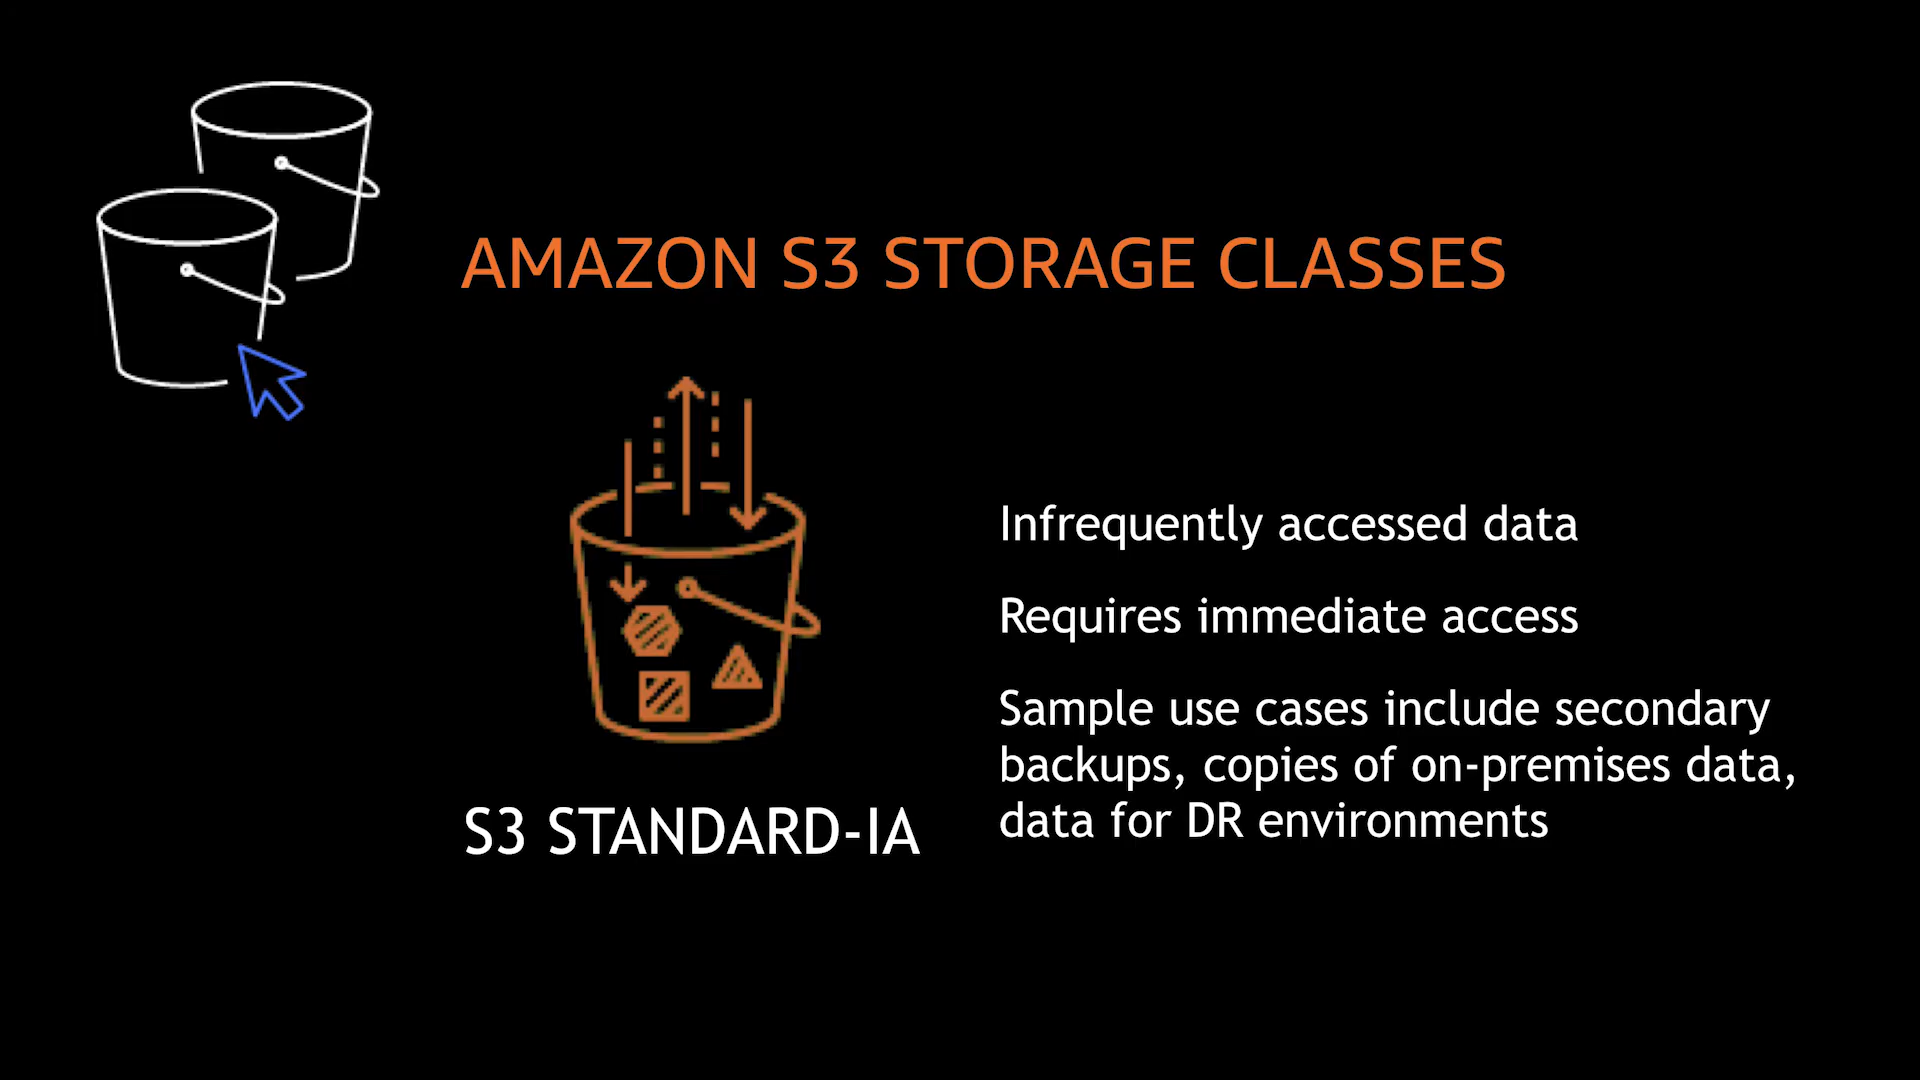 AMAZON S3 STORAGE CLASSES
S3 STANDARD-IA
Infrequently accessed data
Requires immediate access
Sample use cases include secondary
backups, copies of on-premises data,
data for DR environments